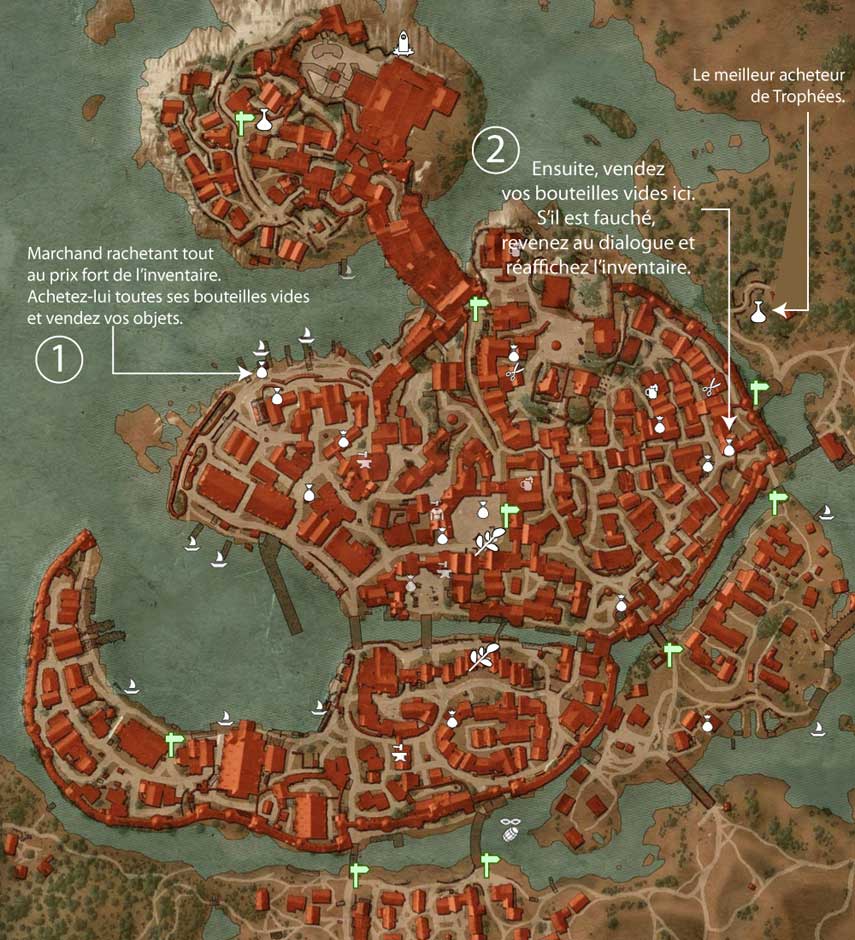 Le meilleur acheteur
de Trophées.
2
Ensuite, vendez
vos bouteilles vides ici.
S'il est fauché,
revenez au dialogue et
réaffichez l'inventaire.
Marchand rachetant tout
au prix fort de l'inventaire.
Achetez-lui toutes ses bouteilles vides
et vendez vos objets.
1